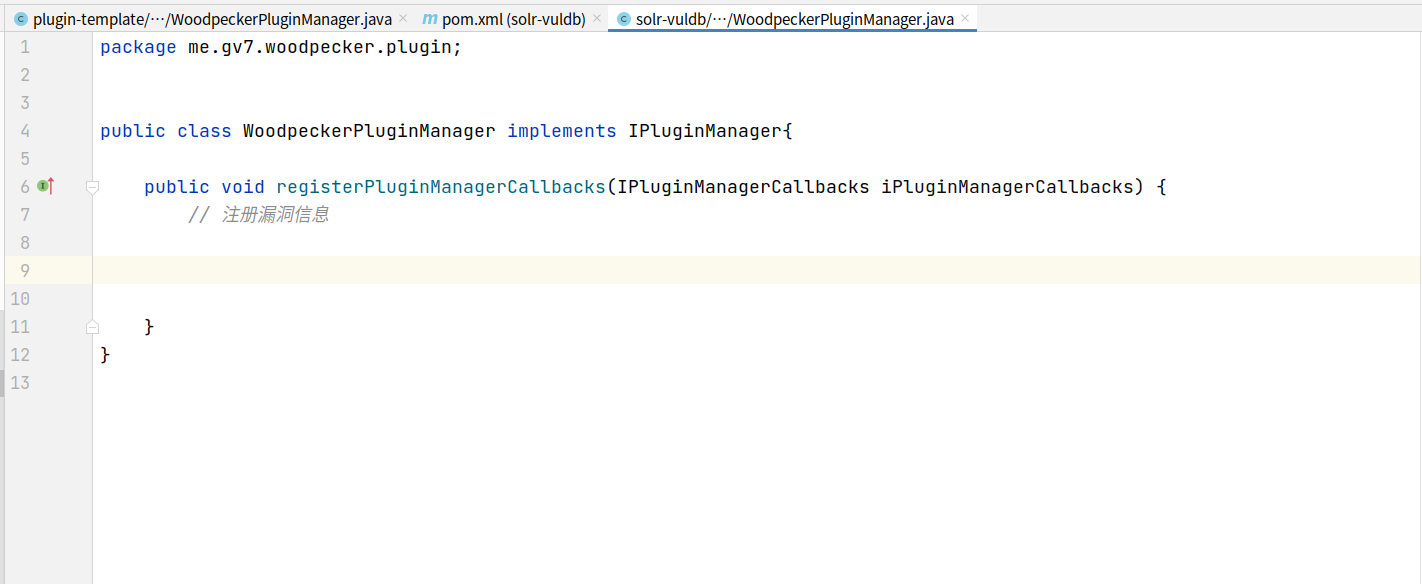 plugin-template/···/WoodpeckerPluginManager.java × m pom.xml (solr-vuldb) × solr-vuldb/···/WoodpeckerPluginManager.java ×
1 package me.gv7.woodpecker.plugin;
2
3
4 public class WoodpeckerPluginManager implements IPluginManager{
5
6 public void registerPluginManagerCallbacks(IPluginManagerCallbacks iPluginManagerCallbacks) {
7 // 注册漏洞信息
8
9
10
11 }
12 }
13